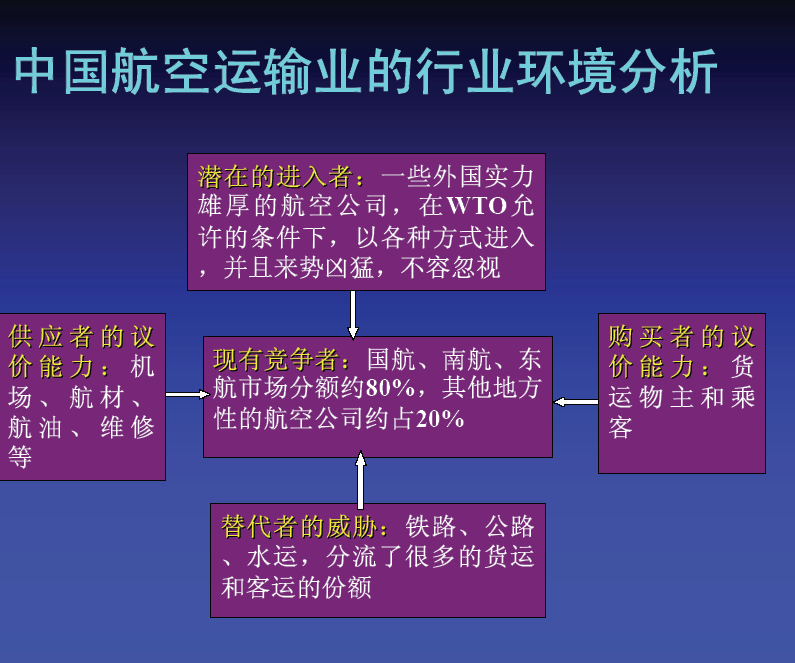 中国航空运输业的行业环境分析
潜在的进入者：一些外国实力
雄厚的航空公司，在WTO允
许的条件下，以各种方式进入
，并且来势凶猛，不容忽视
供应者的议
价能力：机
场、航材、
航油、维修
等
现有竞争者：国航、南航、东
航市场分额约80%，其他地方
性的航空公司约占20%
购买者的议
价能力：货
运物主和乘
客
替代者的威胁：铁路、公路
、水运，分流了很多的货运
和客运的份额